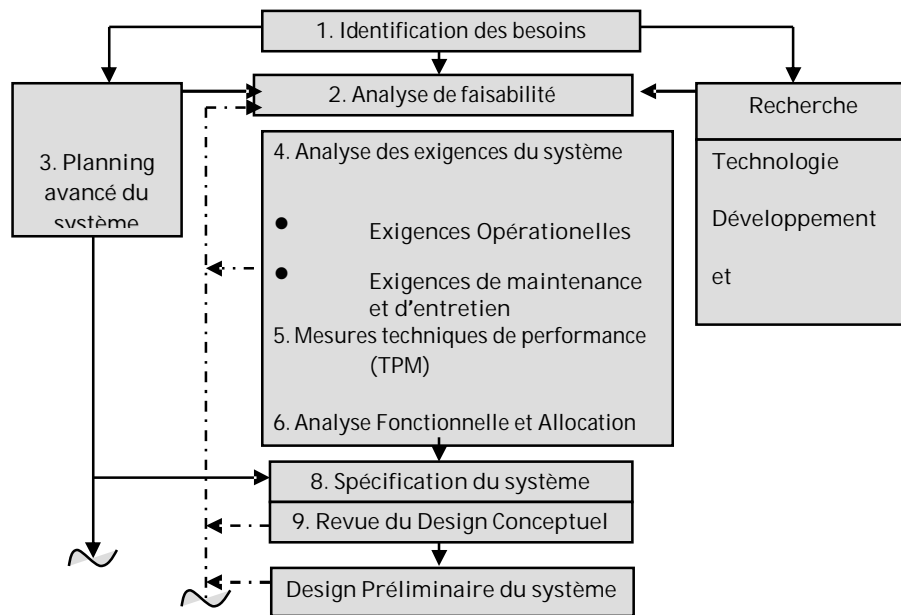 1. Identification des besoins
2. Analyse de faisabilité
3. Planning
avancé du
système
Recherche
Technologie
Développement
et
4. Analyse des exigences du système
● Exigences Opérationelles
● Exigences de maintenance
et d'entretien
5. Mesures techniques de performance
(TPM)
6. Analyse Fonctionnelle et Allocation
8. Spécification du système
9. Revue du Design Conceptuel
Design Préliminaire du système